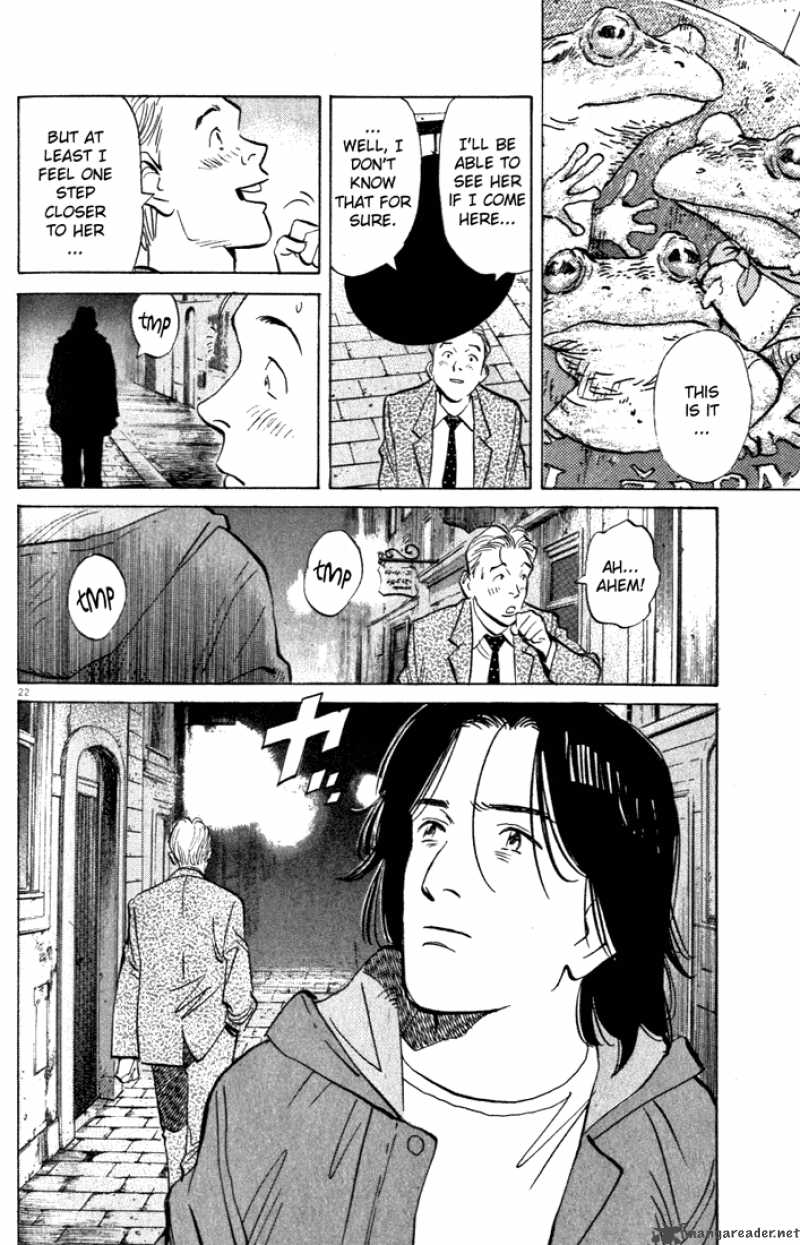 THIS
IS IT
...
I'LL BE
ABLE TO
SEE HER
IF I COME
HERE...
...
WELL, I
DON'T
KNOW
THAT FOR
SURE.
BUT AT
LEAST I
FEEL ONE
STEP
CLOSER
TO HER
...
TMP
AH...
AHEM!
TMP
TMP
22
mangareader.net